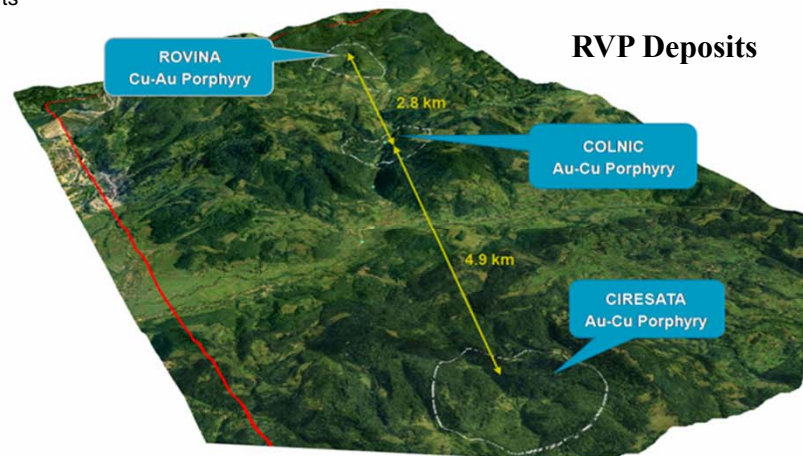 RVP Deposits
ROVINA
Cu-Au Porphyry
2.8 km
COLNIC
Au-Cu Porphyry
4.9 km
CIRESATA
Au-Cu Porphyry